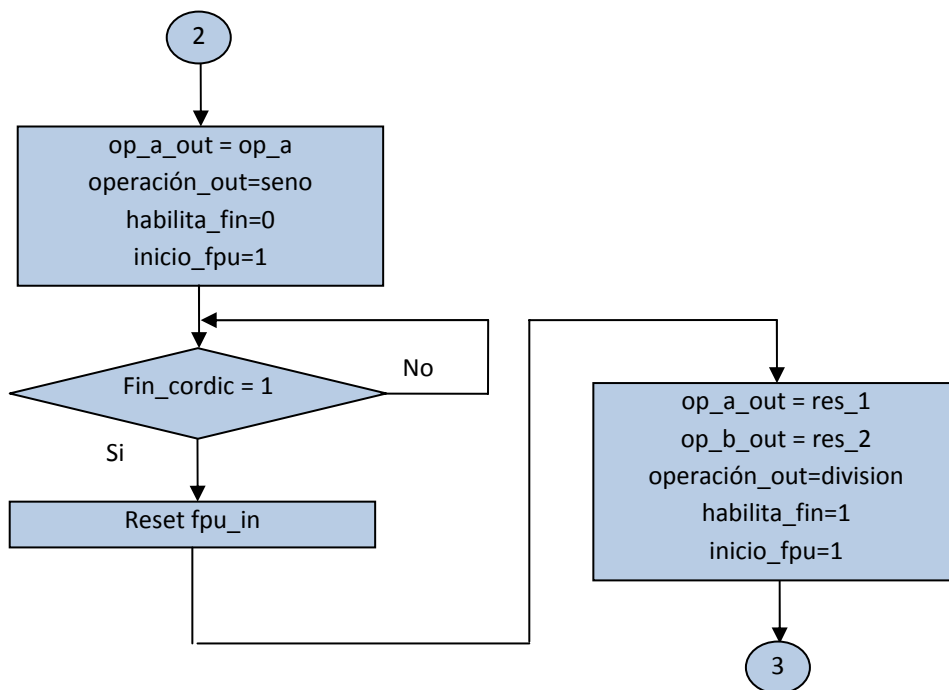 2
op_a_out = op_a
operación_out=seno
habilita_fin=0
inicio_fpu=1
Fin_cordic = 1
No
Si
Reset fpu_in
op_a_out = res_1
op_b_out = res_2
operación_out=division
habilita_fin=1
inicio_fpu=1
3